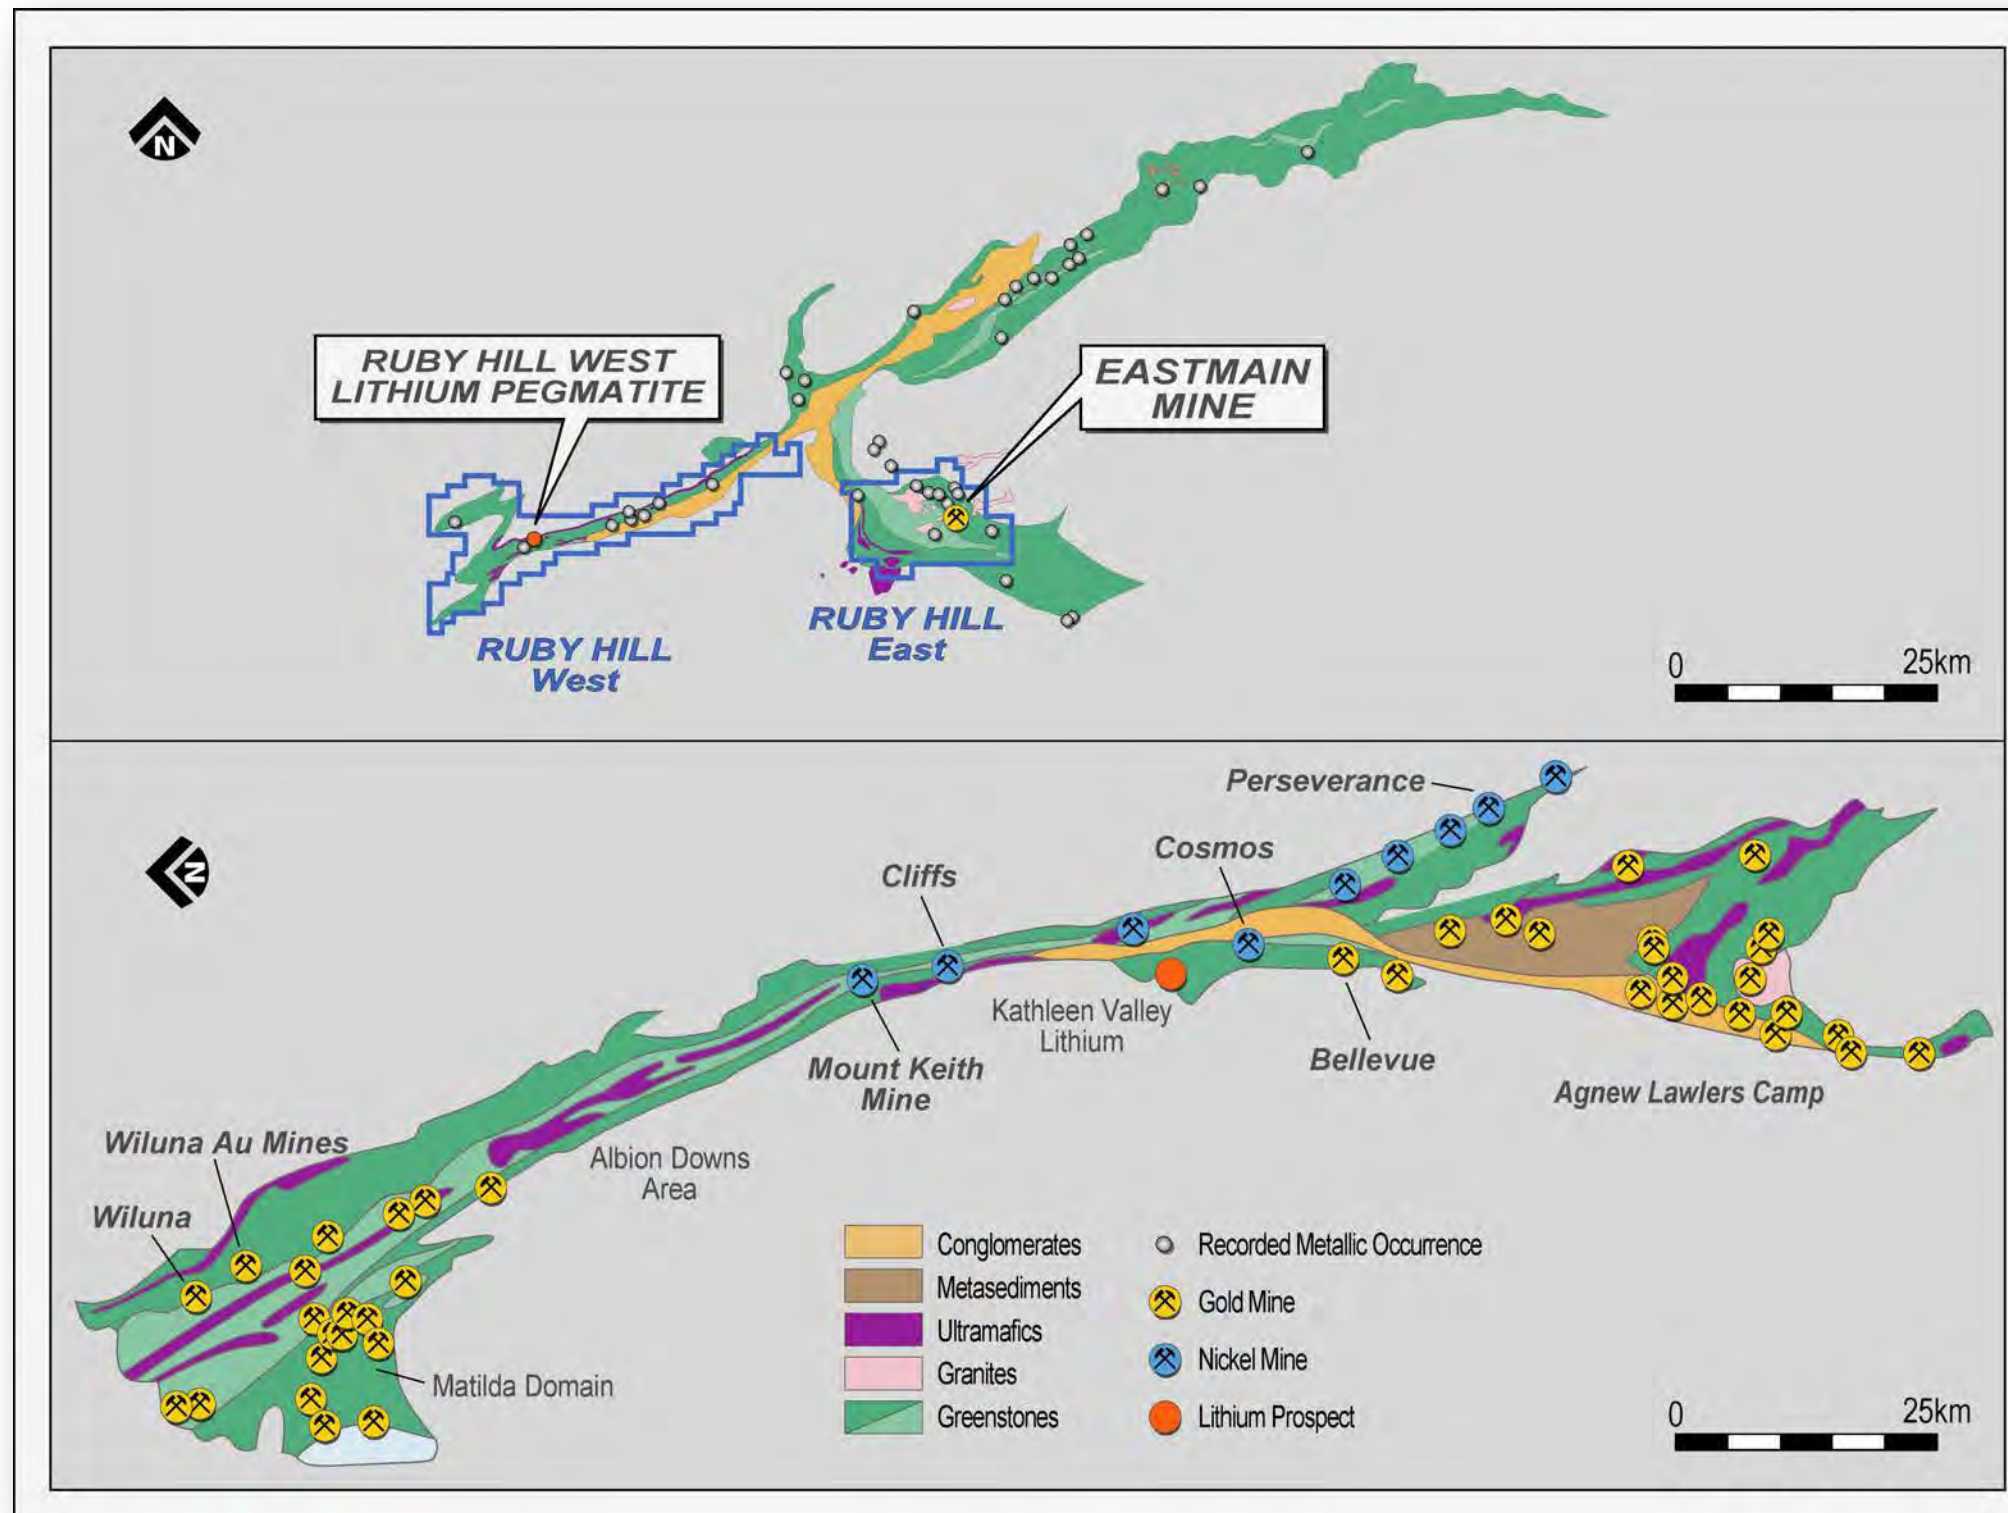 N
RUBY HILL WEST
LITHIUM PEGMATITE
EASTMAIN
MINE
RUBY HILL
West
RUBY HILL
East
0 25km
N
Perseverance
Cosmos
Cliffs
Kathleen Valley
Lithium
Mount Keith
Mine
Bellevue
Agnew Lawlers Camp
Wiluna Au Mines
Albion Downs
Area
Wiluna
Matilda Domain
Conglomerates
Metasediments
Ultramafics
Granites
Greenstones
Recorded Metallic Occurrence
Gold Mine
Nickel Mine
Lithium Prospect
0 25km